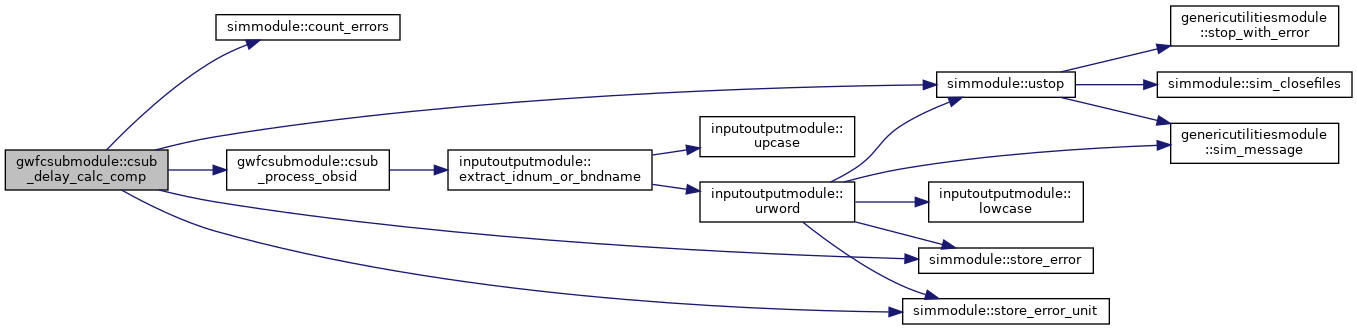 gwfcsubmodule::csub
_delay_calc_comp
simmodule::count_errors
gwfcsubmodule::csub
_process_obsid
inputoutputmodule::
extract_idnum_or_bndname
inputoutputmodule::
upcase
inputoutputmodule::
urword
simmodule::ustop
inputoutputmodule::
lowcase
simmodule::store_error
simmodule::store_error_unit
genericutilitiesmodule
::stop_with_error
simmodule::sim_closefiles
genericutilitiesmodule
::sim_message